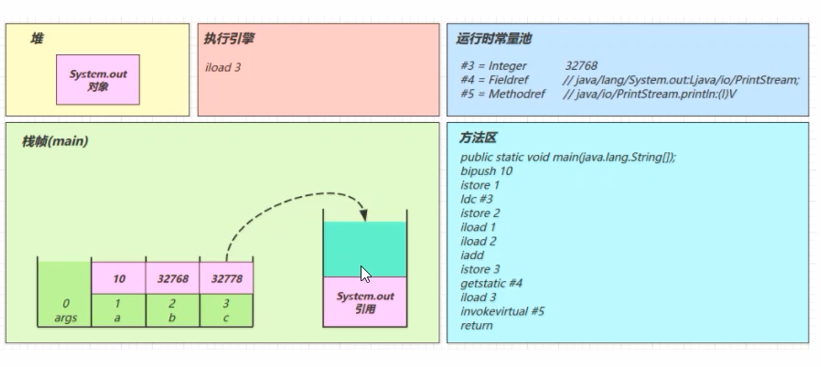 堆
System.out
对象
执行引擎
iload 3
运行时常量池
#3 = Integer 32768
#4 = Fieldref // java/lang/System.out:Ljava/io/PrintStream;
#5 = Methodref // java/io/PrintStream.println:(I)V
栈帧(main)
10 32768 32778
0 1 2 3
args a b c
System.out
引用
方法区
public static void main(java.lang.String[]);
bipush 10
istore 1
ldc #3
istore 2
iload 1
iload 2
iadd
istore 3
getstatic #4
iload 3
invokevirtual #5
return